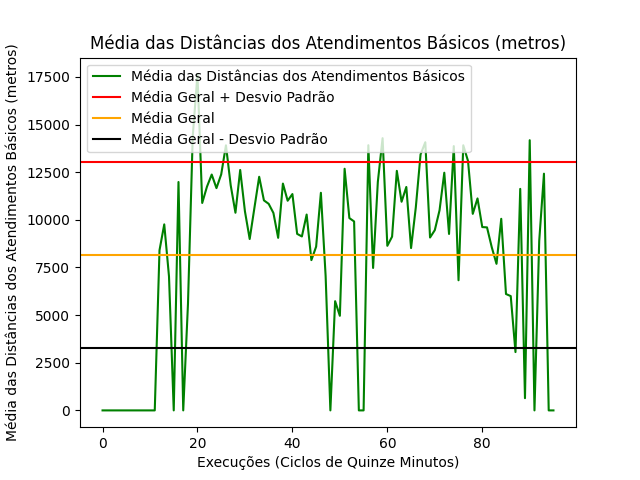 Média das Distâncias dos Atendimentos Básicos (metros)
Média das Distâncias dos Atendimentos Básicos (metros)
17500
15000
12500
10000
7500
5000
2500
0
Média das Distâncias dos Atendimentos Básicos
Média Geral + Desvio Padrão
Média Geral
Média Geral - Desvio Padrão
0 20 40 60 80
Execuções (Ciclos de Quinze Minutos)